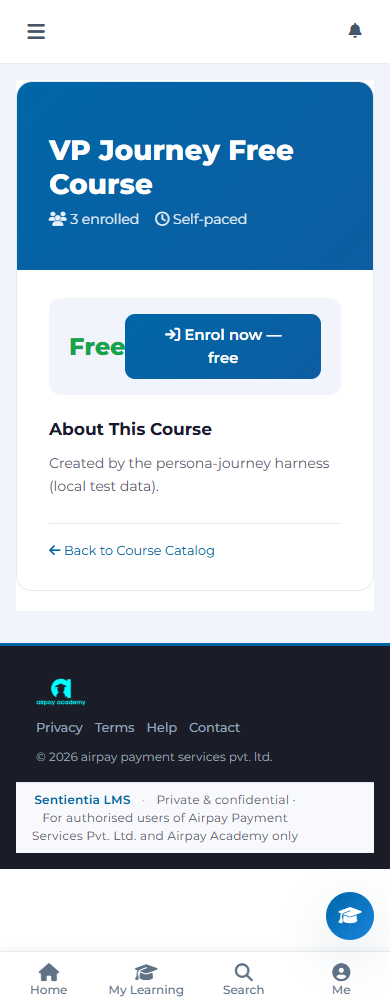 VP Journey Free
Course
3 enrolled Self-paced
Free
Enrol now —
free
About This Course
Created by the persona-journey harness
(local test data).
Back to Course Catalog
airpay academy
Privacy Terms Help Contact
© 2026 airpay payment services pvt. ltd.
Sentientia LMS · Private & confidential ·
For authorised users of Airpay Payment
Services Pvt. Ltd. and Airpay Academy only
Home My Learning Search Me